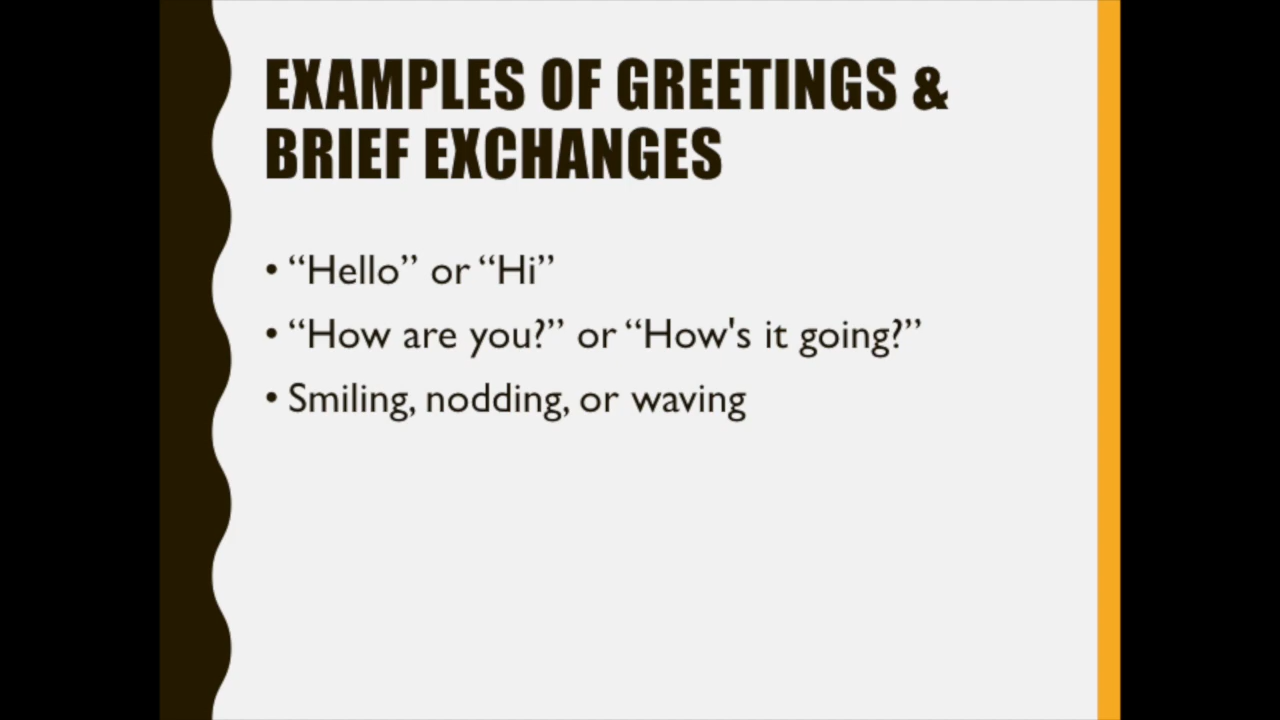 EXAMPLES OF GREETINGS &
BRIEF EXCHANGES
• “Hello” or “Hi”
• “How are you?” or “How's it going?”
• Smiling, nodding, or waving